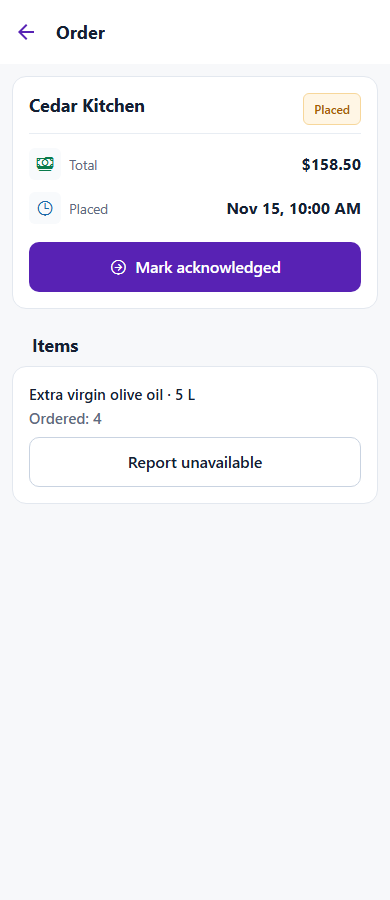 Order
Cedar Kitchen
Placed
Total
$158.50
Placed
Nov 15, 10:00 AM
Mark acknowledged
Items
Extra virgin olive oil · 5 L
Ordered: 4
Report unavailable